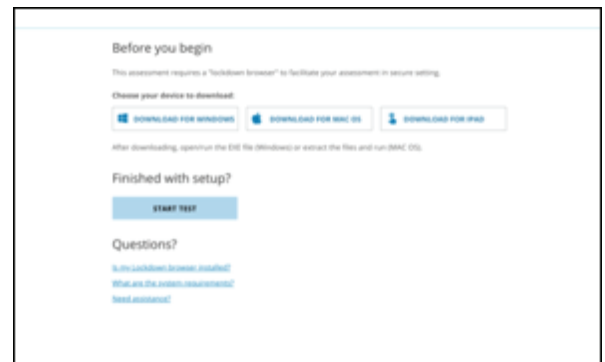 Before you begin
This assessment requires a "lockdown browser" to facilitate your assessment in secure setting.
Choose your device to download:
DOWNLOAD FOR WINDOWS
DOWNLOAD FOR MAC OS
DOWNLOAD FOR IPAD
After downloading, open/run the EXE file (Windows) or extract the files and run (MAC OS).
Finished with setup?
START TEST
Questions?
Is my Lockdown browser installed?
What are the system requirements?
Need assistance?